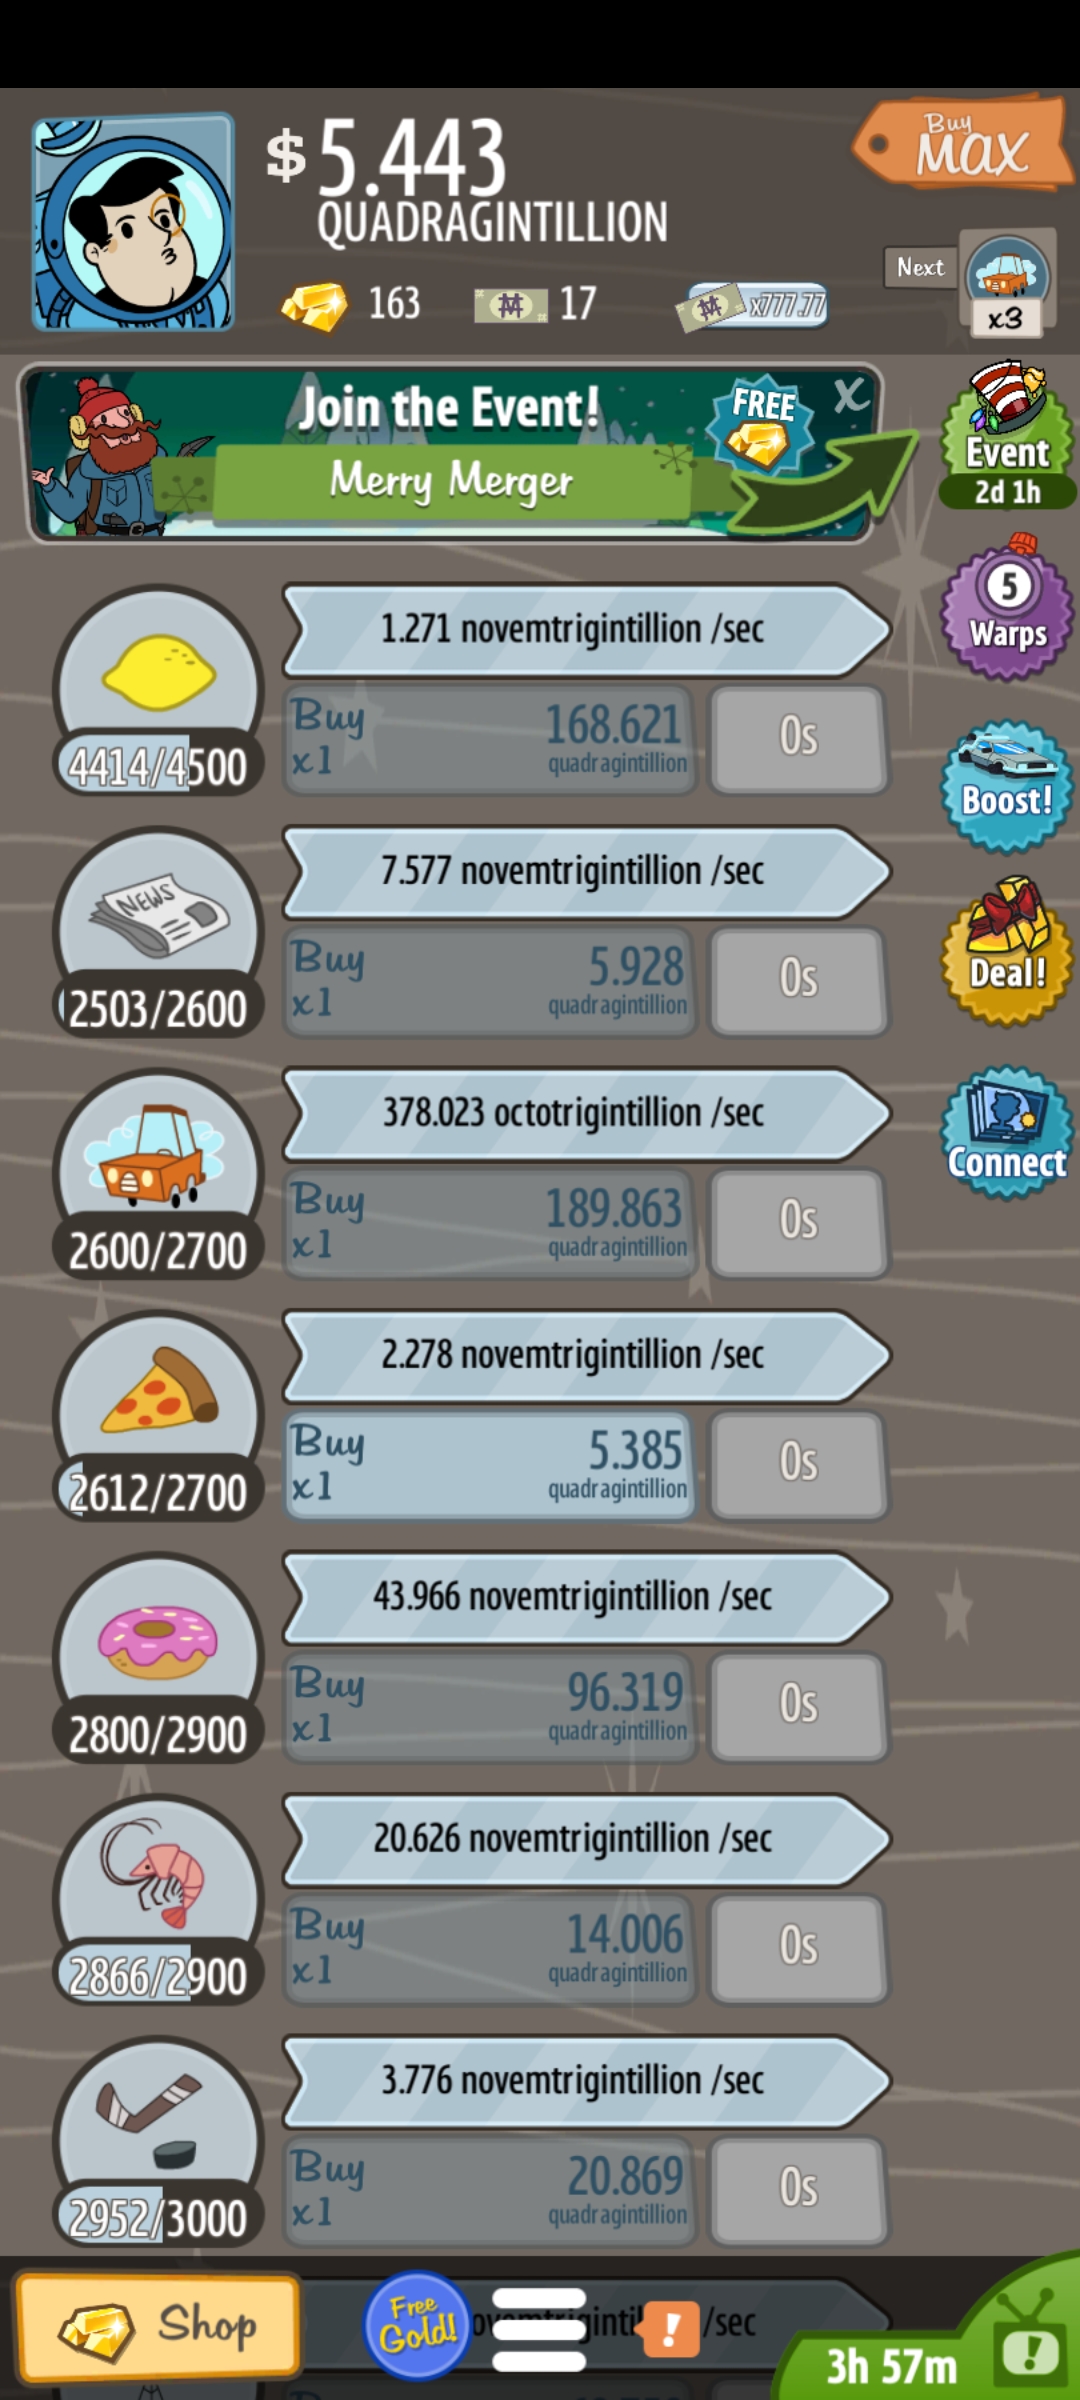 $ 5.443
QUADRAGINTILLION
Buy
MAX
163
17
x777.77
Next
x3
Join the Event!
Merry Merger
FREE
X
Event
2d 1h
5
Warps
Boost!
Deal!
Connect
1.271 novemtrigintillion /sec
4414/4500
Buy
x1
168.621
quadragintillion
0s
NEWS
7.577 novemtrigintillion /sec
2503/2600
Buy
x1
5.928
quadragintillion
0s
378.023 octotrigintillion /sec
2600/2700
Buy
x1
189.863
quadragintillion
0s
2.278 novemtrigintillion /sec
2612/2700
Buy
x1
5.385
quadragintillion
0s
43.966 novemtrigintillion /sec
2800/2900
Buy
x1
96.319
quadragintillion
0s
20.626 novemtrigintillion /sec
2866/2900
Buy
x1
14.006
quadragintillion
0s
3.776 novemtrigintillion /sec
2952/3000
Buy
x1
20.869
quadragintillion
0s
Shop
Free
Gold!
!
/sec
3h 57m
!
Buy